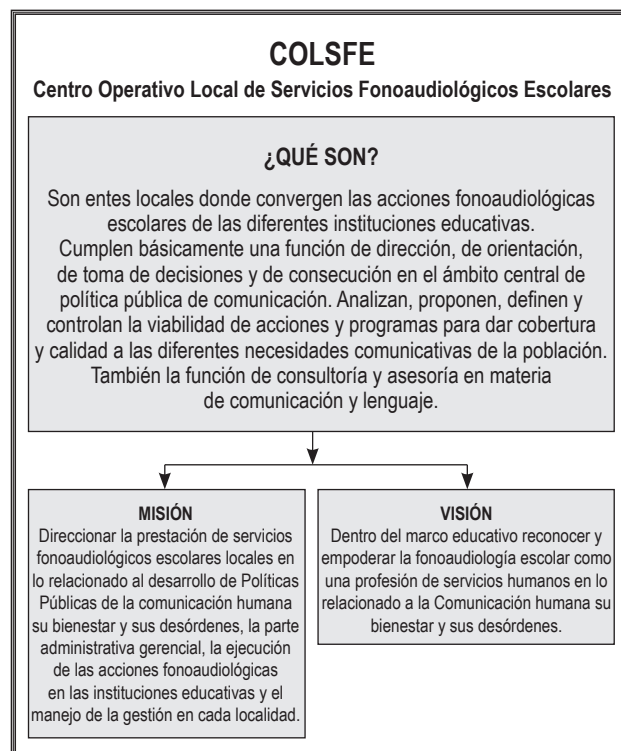 COLSFE
Centro Operativo Local de Servicios Fonoaudiológicos Escolares
¿QUÉ SON?
Son entes locales donde convergen las acciones fonoaudiológicas
escolares de las diferentes instituciones educativas.
Cumplen básicamente una función de dirección, de orientación,
de toma de decisiones y de consecución en el ámbito central de
política pública de comunicación. Analizan, proponen, definen y
controlan la viabilidad de acciones y programas para dar cobertura
y calidad a las diferentes necesidades comunicativas de la población.
También la función de consultoría y asesoría en materia
de comunicación y lenguaje.
MISIÓN
Direccionar la prestación de servicios
fonoaudiológicos escolares locales en
lo relacionado al desarrollo de Políticas
Públicas de la comunicación humana
su bienestar y sus desórdenes, la parte
administrativa gerencial, la ejecución
de las acciones fonoaudiológicas
en las instituciones educativas y el
manejo de la gestión en cada localidad.
VISIÓN
Dentro del marco educativo reconocer y
empoderar la fonoaudiología escolar como
una profesión de servicios humanos en lo
relacionado a la Comunicación humana su
bienestar y sus desórdenes.